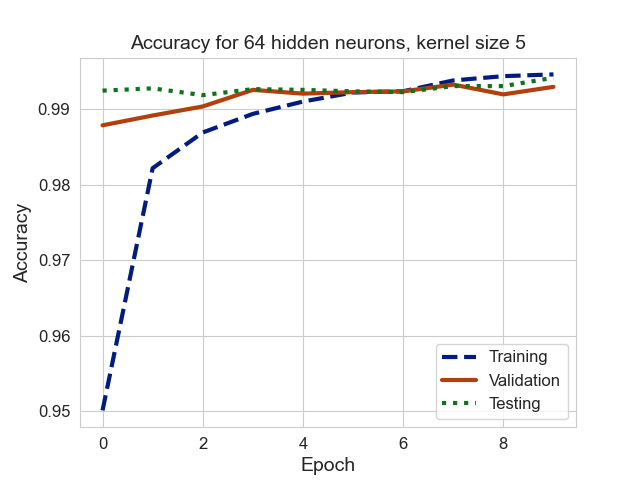 Accuracy for 64 hidden neurons, kernel size 5
Accuracy
0.99
0.98
0.97
0.96
0.95
0 2 4 6 8
Epoch
Training
Validation
Testing